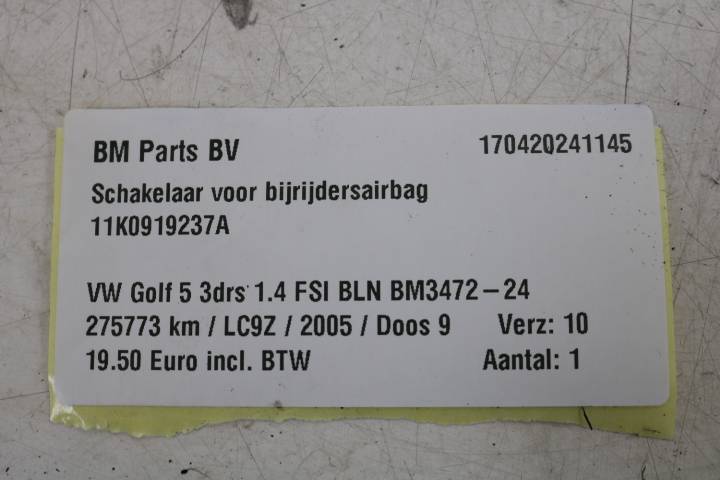 BM Parts BV 170420241145
Schakelaar voor bijrijdersairbag
11K0919237A
VW Golf 5 3drs 1.4 FSI BLN BM3472-24
275773 km / LC9Z / 2005 / Doos 9 Verz: 10
19.50 Euro incl. BTW Aantal: 1